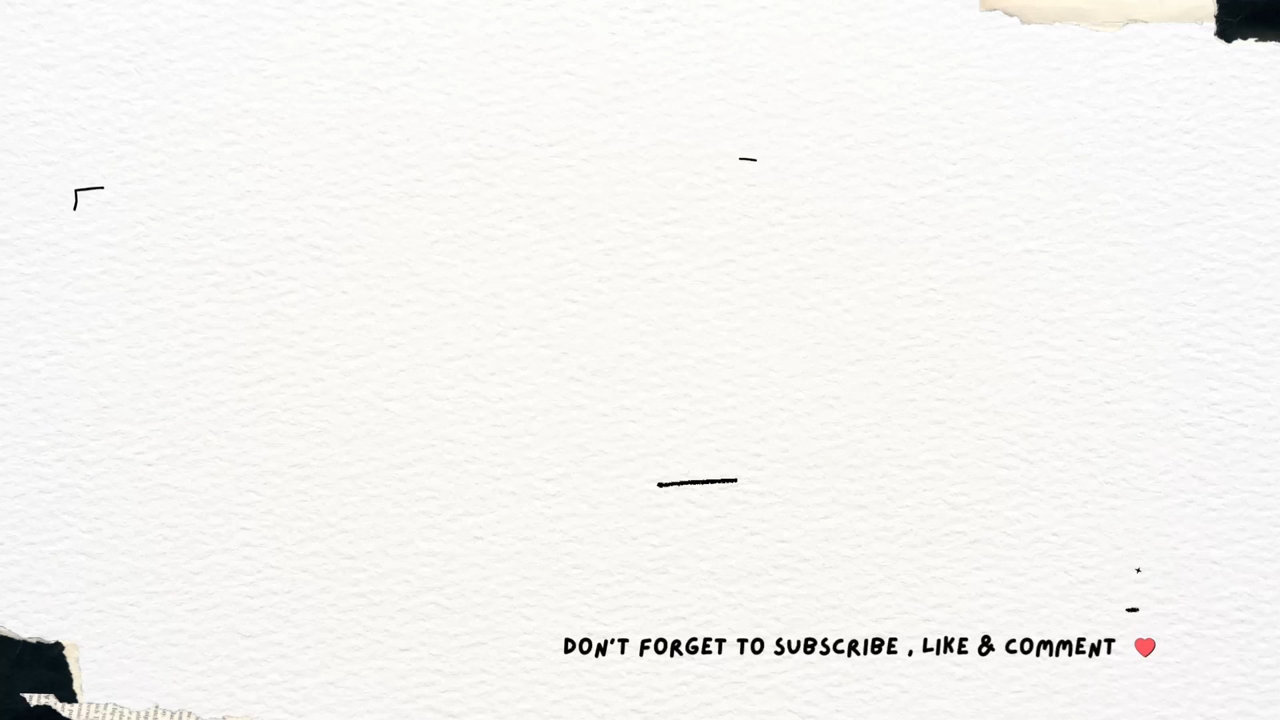 DON'T FORGET TO SUBSCRIBE , LIKE & COMMENT ❤️